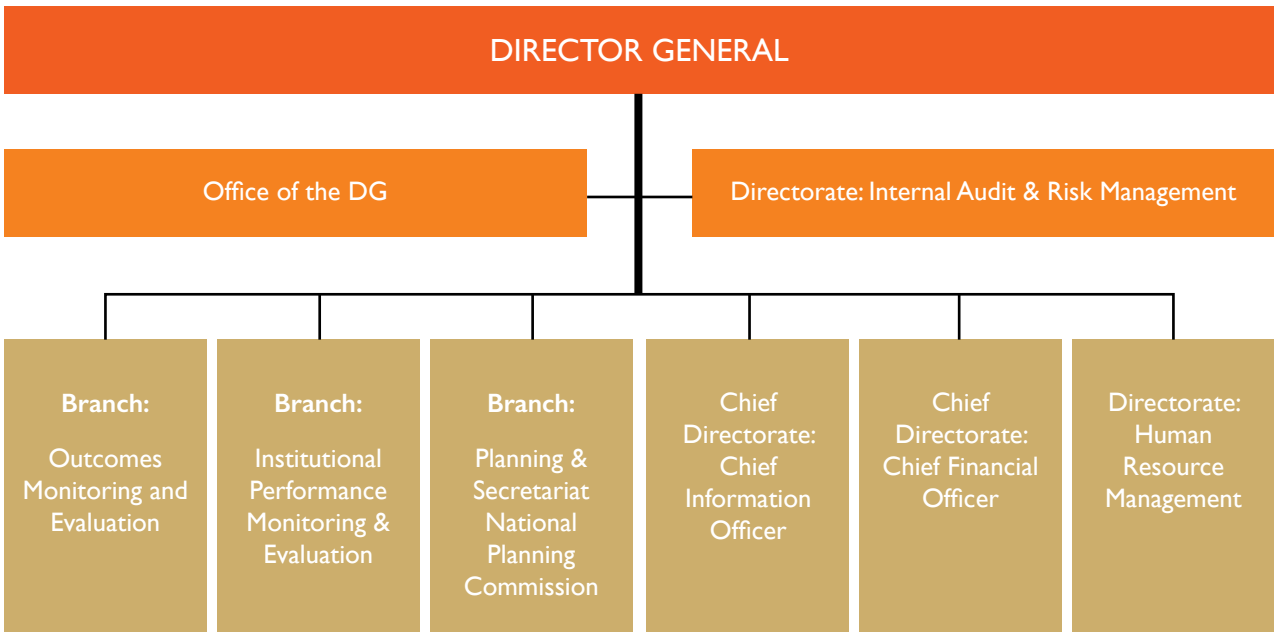 DIRECTOR GENERAL
Office of the DG
Directorate: Internal Audit & Risk Management
Branch:
Outcomes
Monitoring and
Evaluation
Branch:
Institutional
Performance
Monitoring &
Evaluation
Branch:
Planning &
Secretariat
National
Planning
Commission
Chief
Directorate:
Chief
Information
Officer
Chief
Directorate:
Chief Financial
Officer
Directorate:
Human
Resource
Management